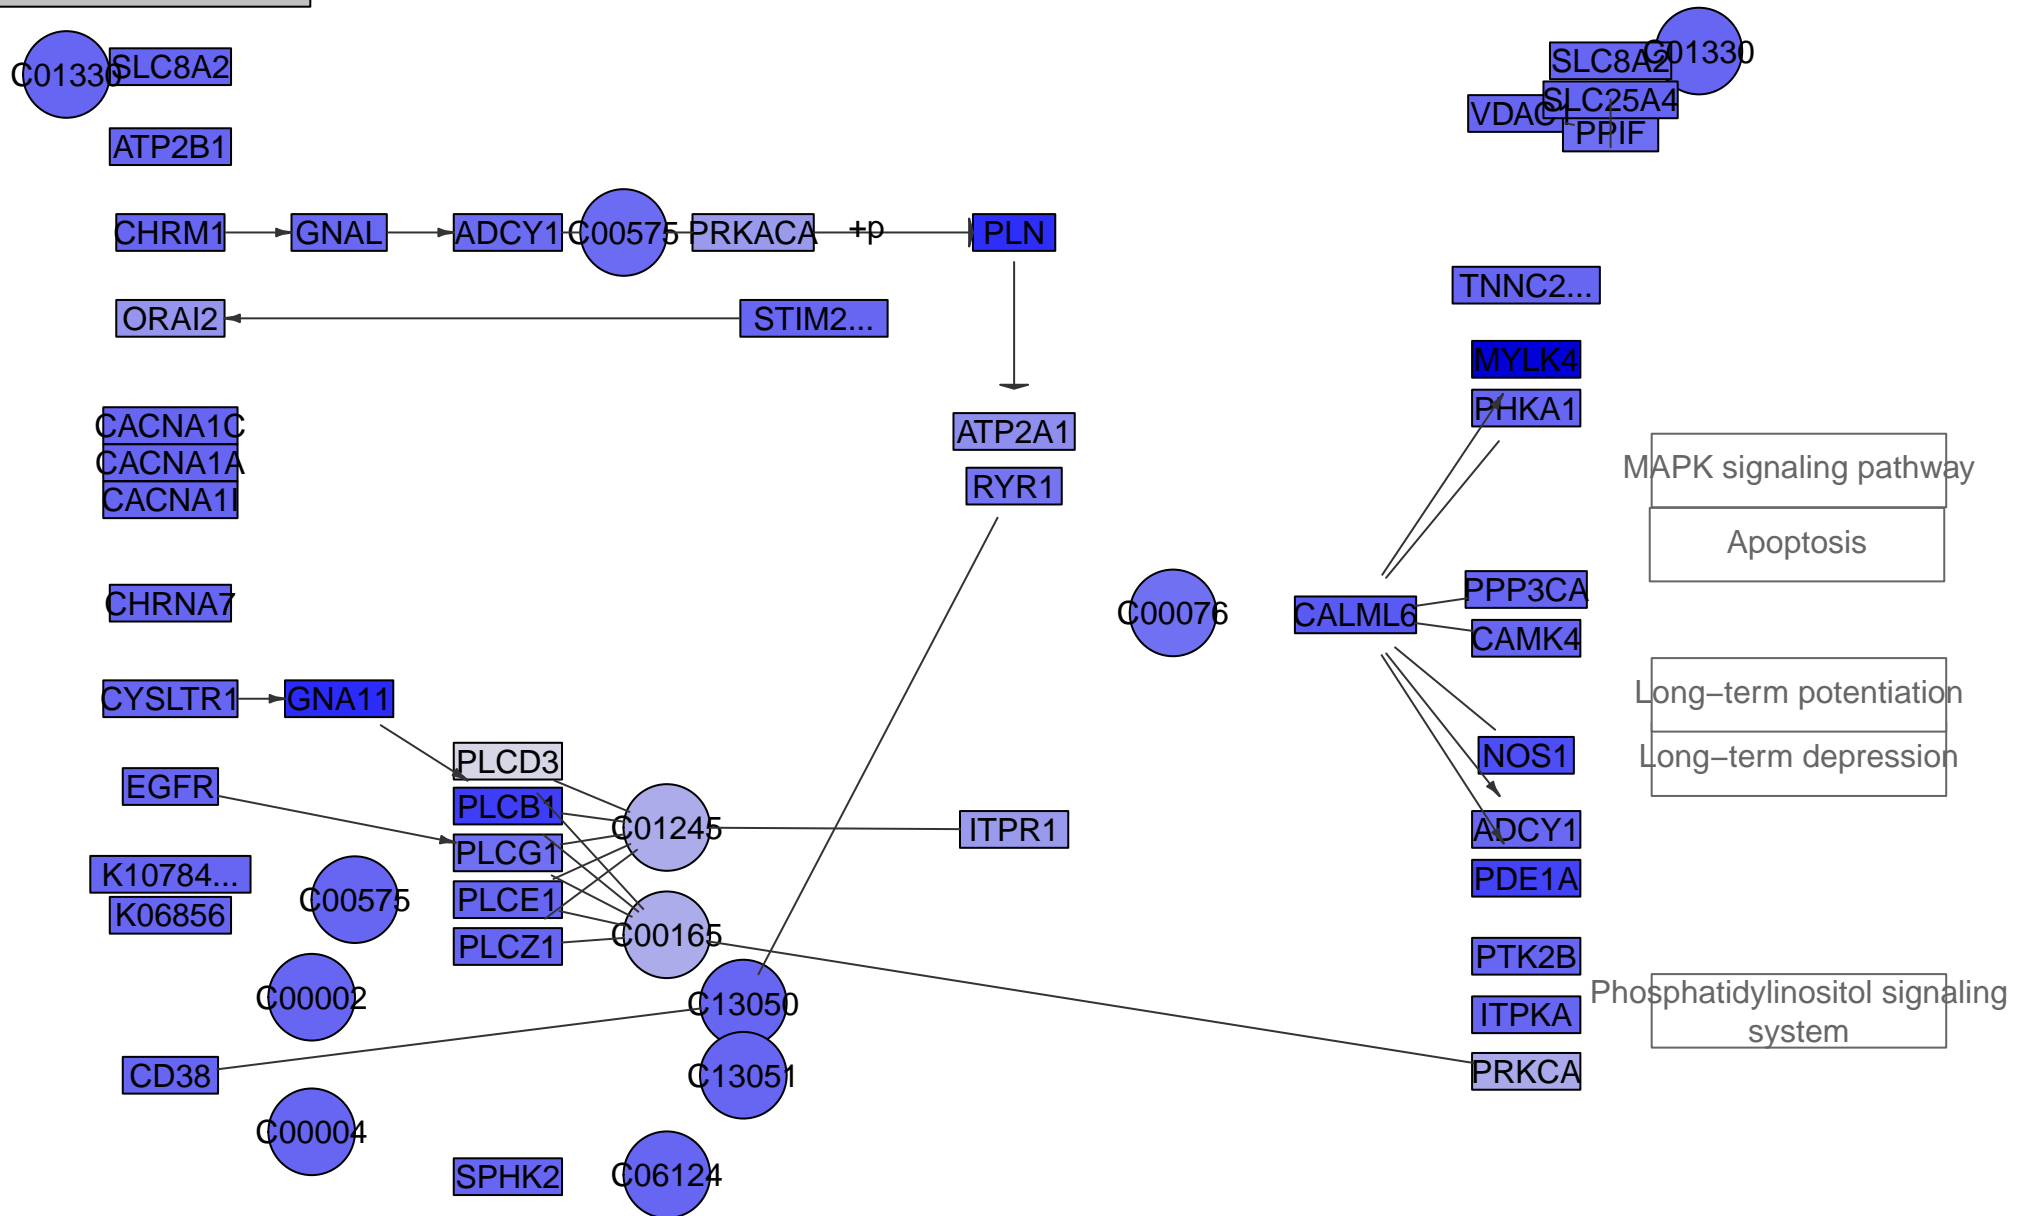 C01330
SLC8A2
SLC8A2
C01330
SLC25A4
VDAC1
PPIF
ATP2B1
CHRM1
GNAL
ADCY1
C00575
PRKACA
+p
PLN
TNNC2...
ORAI2
STIM2...
MYLK4
PHKA1
CACNA1C
CACNA1A
CACNA1I
ATP2A1
RYR1
MAPK signaling pathway
Apoptosis
CHRNA7
C00076
CALML6
PPP3CA
CAMK4
CYSLTR1
GNA11
Long−term potentiation
Long−term depression
NOS1
PLCD3
EGFR
PLCB1
C01245
ITPR1
ADCY1
PLCG1
K10784...
C00575
PLCE1
PDE1A
K06856
C00165
PLCZ1
PTK2B
C00002
C13050
ITPKA
Phosphatidylinositol signaling
system
CD38
C13051
PRKCA
C00004
SPHK2
C06124